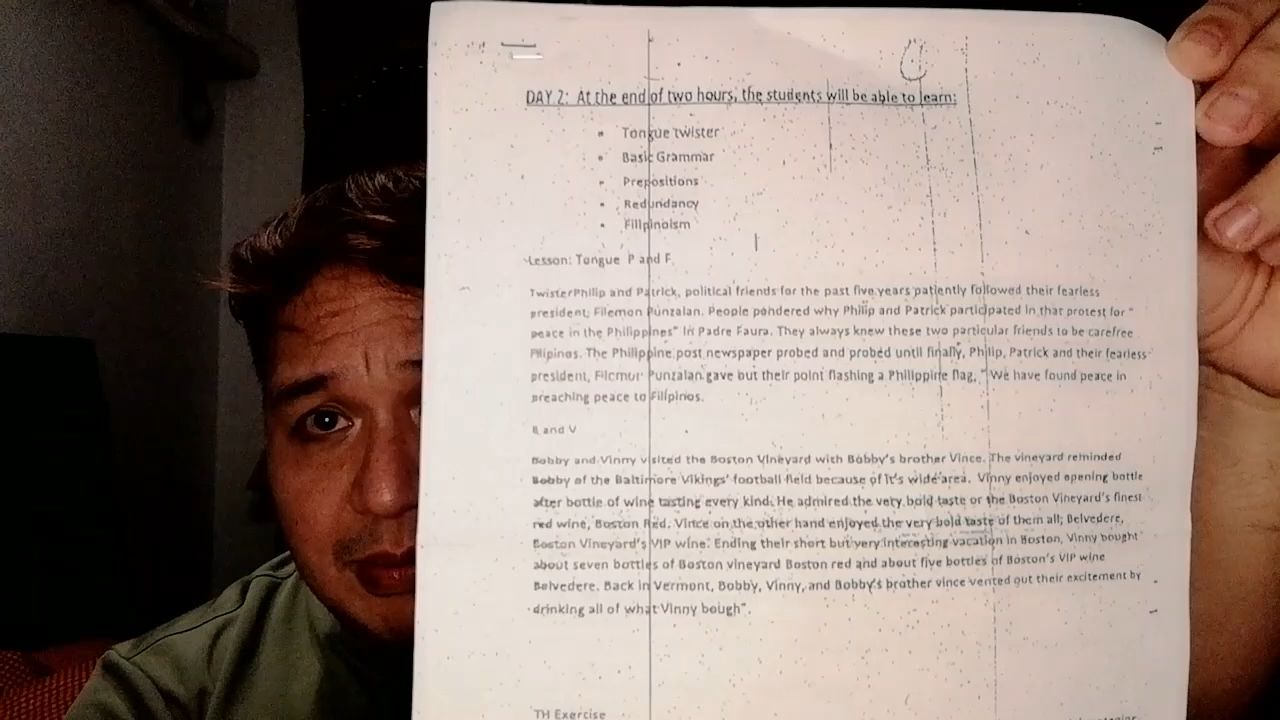 DAY 2: At the end of two hours, the students will be able to learn:
Tongue twister
Basic Grammar
Prepositions
Redundancy
Filipinoism
Lesson: Tongue P and F
TwisterPhilip and Patrick, political friends for the past five years patiently followed their fearless
president, Filemon Punzalan. People pondered why Philip and Patrick participated in that protest for "
peace in the Philippines" in Padre Faura. They always knew these two particular friends to be carefree
Filipinos. The Philippine post newspaper probed and probed until finally, Philip, Patrick and their fearless
president, Filemon Punzalan gave out their point flashing a Philippine flag, " We have found peace in
preaching peace to Filipinos.
B and V
Bobby and Vinny visited the Boston Vineyard with Bobby's brother Vince. The vineyard reminded
Bobby of the Baltimore Vikings' football field because of it's wide area. Vinny enjoyed opening bottle
after bottle of wine tasting every kind. He admired the very bold taste or the Boston Vineyard's finest
red wine, Boston Red. Vince on the other hand enjoyed the very bold taste of them all; Belvedere,
Boston Vineyard's VIP wine. Ending their short but very interesting vacation in Boston, Vinny bought
about seven bottles of Boston vineyard Boston red and about five bottles of Boston's VIP wine
Belvedere. Back in Vermont, Bobby, Vinny, and Bobby's brother vince vented out their excitement by
drinking all of what Vinny bough".
TH Exercise